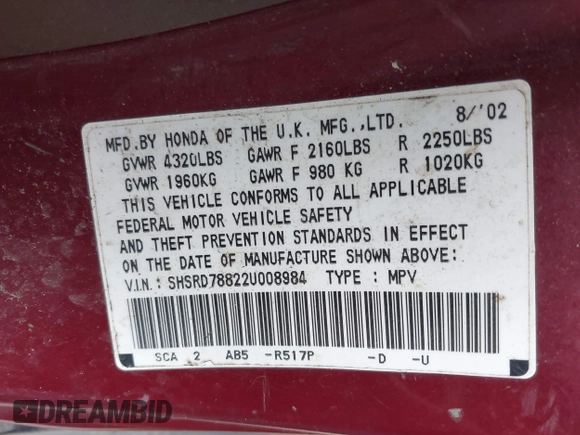 MFD.BY HONDA OF THE U.K. MFG.,LTD. 8/'02
GVWR 4320LBS GAWR F 2160LBS R 2250LBS
GVWR 1960KG GAWR F 980 KG R 1020KG
THIS VEHICLE CONFORMS TO ALL APPLICABLE
FEDERAL MOTOR VEHICLE SAFETY
AND THEFT PREVENTION STANDARDS IN EFFECT
ON THE DATE OF MANUFACTURE SHOWN ABOVE:
V.I.N.: SHSRD78822U008984 TYPE : MPV
SCA 2 AB5 -R517P -D -U
DREAMBID